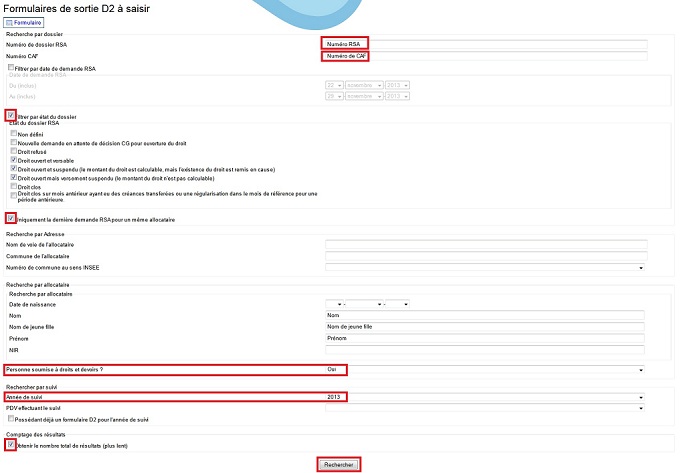 Formulaires de sortie D2 à saisir
Formulaire
Recherche par dossier
Numéro de dossier RSA Numéro RSA
Numéro CAF Numéro de CAF
Filtrer par date de demande RSA
Date de demande RSA
Du (inclus) 22 - novembre - 2013
Au (inclus) 29 - novembre - 2013
Filtrer par état du dossier
Etat du dossier RSA
Non défini
Nouvelle demande en attente de décision CG pour ouverture du droit
Droit refusé
Droit ouvert et versable
Droit ouvert et suspendu (le montant du droit est calculable, mais l'existence du droit est remis en cause)
Droit ouvert mais versement suspendu (le montant du droit n'est pas calculable)
Droit clos
Droit clos sur mois antérieur ayant eu des créances transferées ou une régularisation dans le mois de référence pour une
période antérieure.
Uniquement la dernière demande RSA pour un même allocataire
Recherche par Adresse
Nom de voie de l'allocataire
Commune de l'allocataire
Numéro de commune au sens INSEE
Recherche par allocataire
Recherche par allocataire
Date de naissance - -
Nom Nom
Nom de jeune fille Nom de jeune fille
Prénom Prénom
NIR
Personne soumise à droits et devoirs ? Oui
Rechercher par suivi
Année de suivi 2013
PDV effectuant le suivi
Possédant déjà un formulaire D2 pour l'année de suivi
Comptage des résultats
Obtenir le nombre total de résultats (plus lent)
Rechercher